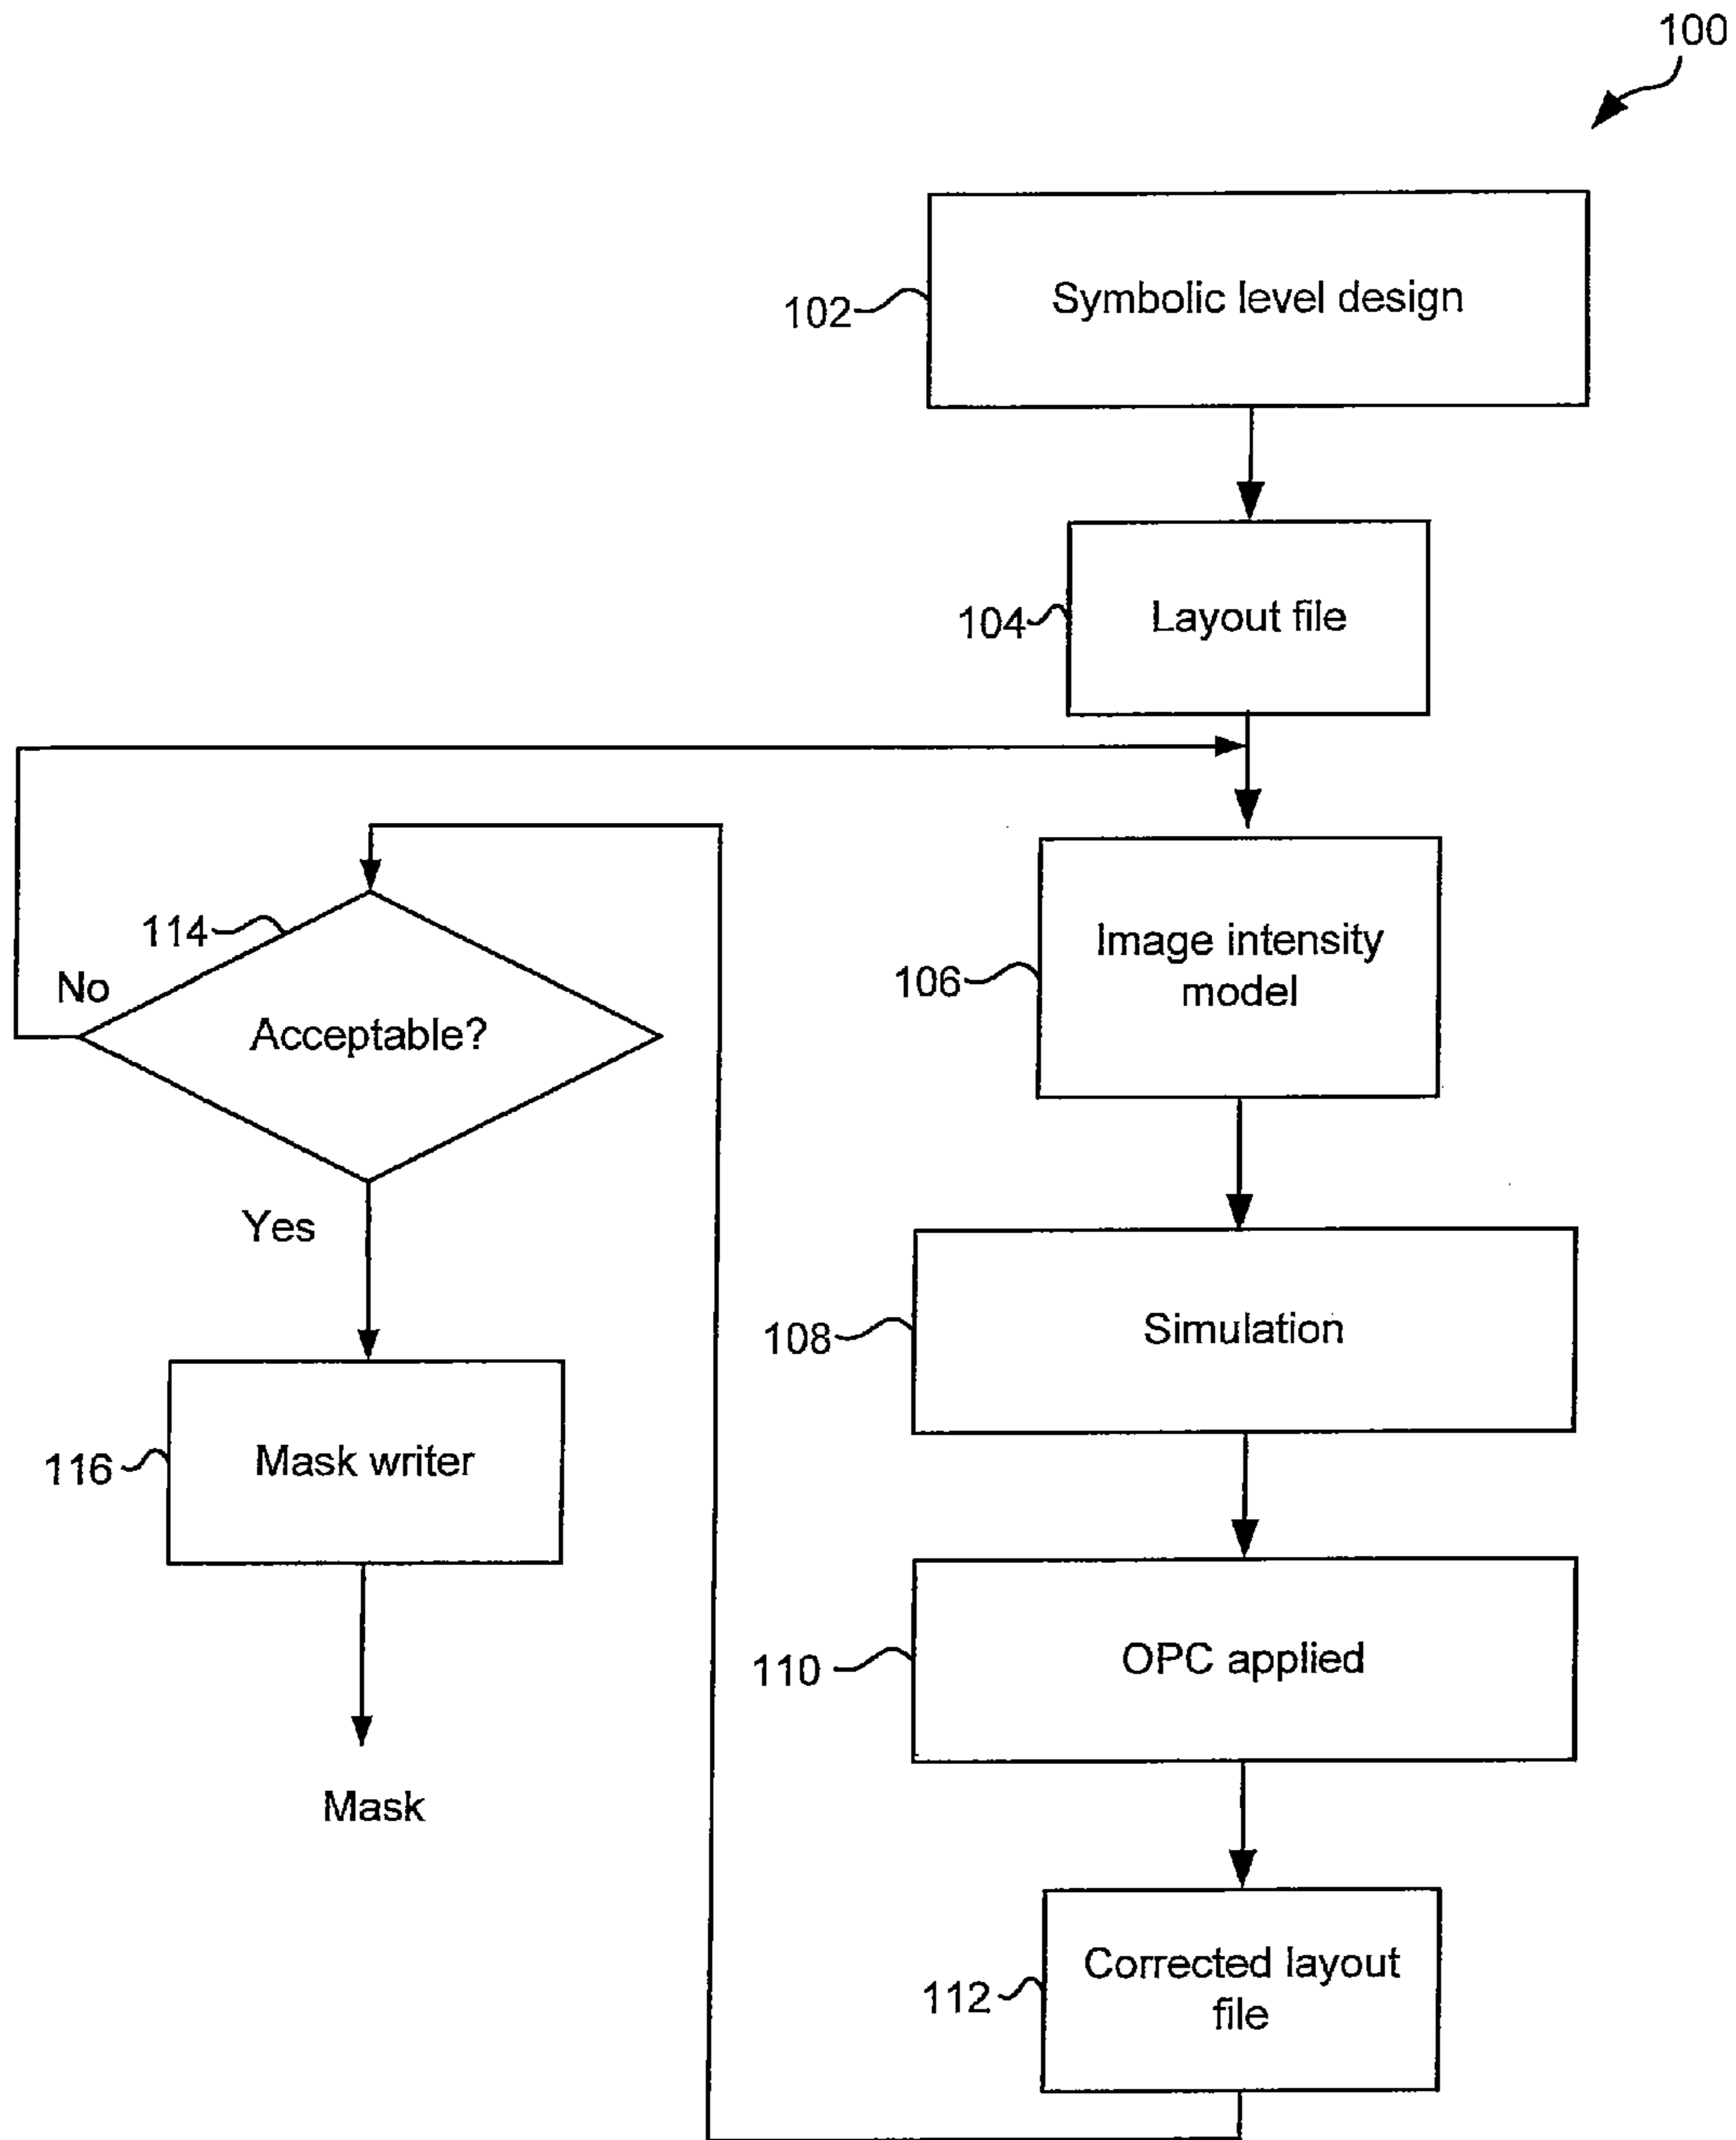 100
102
Symbolic level design
104
Layout file
106
Image intensity
model
108
Simulation
110
OPC applied
112
Corrected layout
file
114
No
Acceptable?
Yes
116
Mask writer
Mask